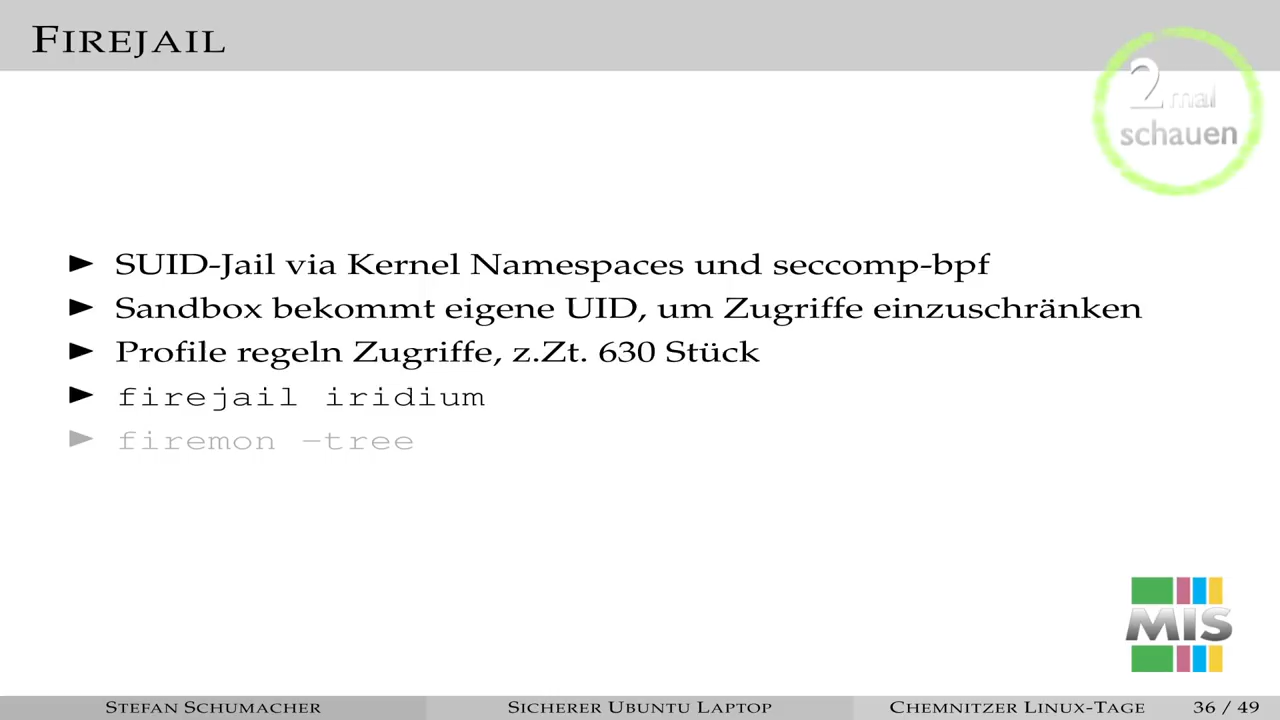 FIREJAIL
2 mal
schauen
SUID-Jail via Kernel Namespaces und seccomp-bpf
Sandbox bekommt eigene UID, um Zugriffe einzuschränken
Profile regeln Zugriffe, z.Zt. 630 Stück
firejail iridium
firemon -tree
MIS
STEFAN SCHUMACHER SICHERER UBUNTU LAPTOP CHEMNITZER LINUX-TAGE 36 / 49